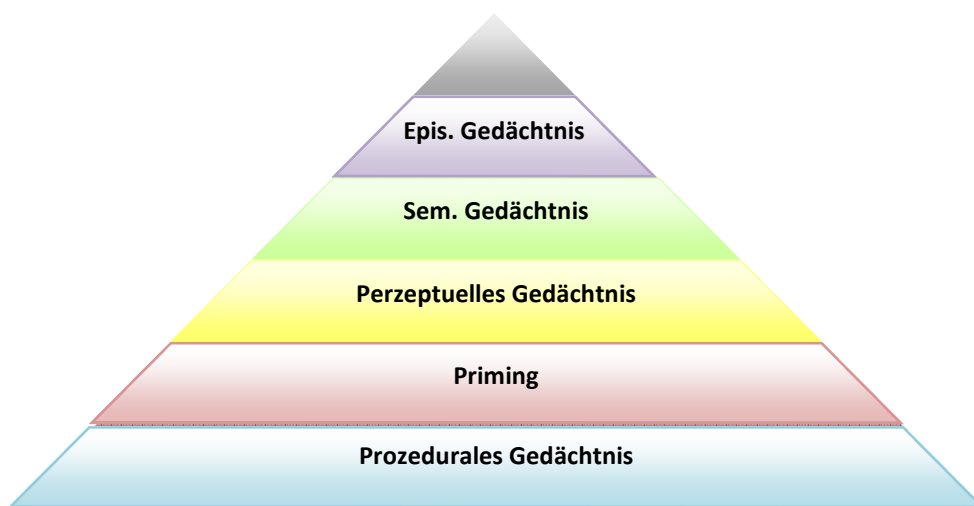 Epis. Gedächtnis
Sem. Gedächtnis
Perzeptuelles Gedächtnis
Priming
Prozedurales Gedächtnis